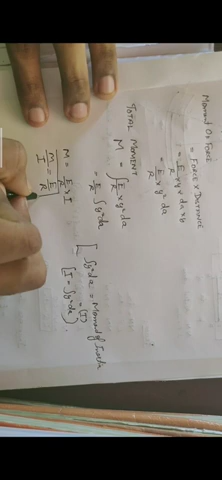 Moment Of Force
= FORCE × DISTANCE
= E/R × y × da × y
= E/R × y² da
TOTAL MOMENT
M = ∫ E/R × y² da
= E/R ∫ y² da [∫ y² da = Moment of Inertia (I)
M = E/R × I [I = ∫ y² da]
M/I = E/R